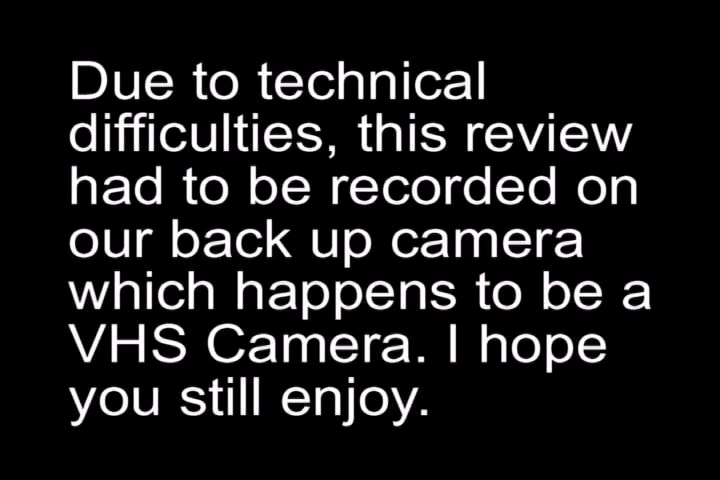 Due to technical
difficulties, this review
had to be recorded on
our back up camera
which happens to be a
VHS Camera. I hope
you still enjoy.